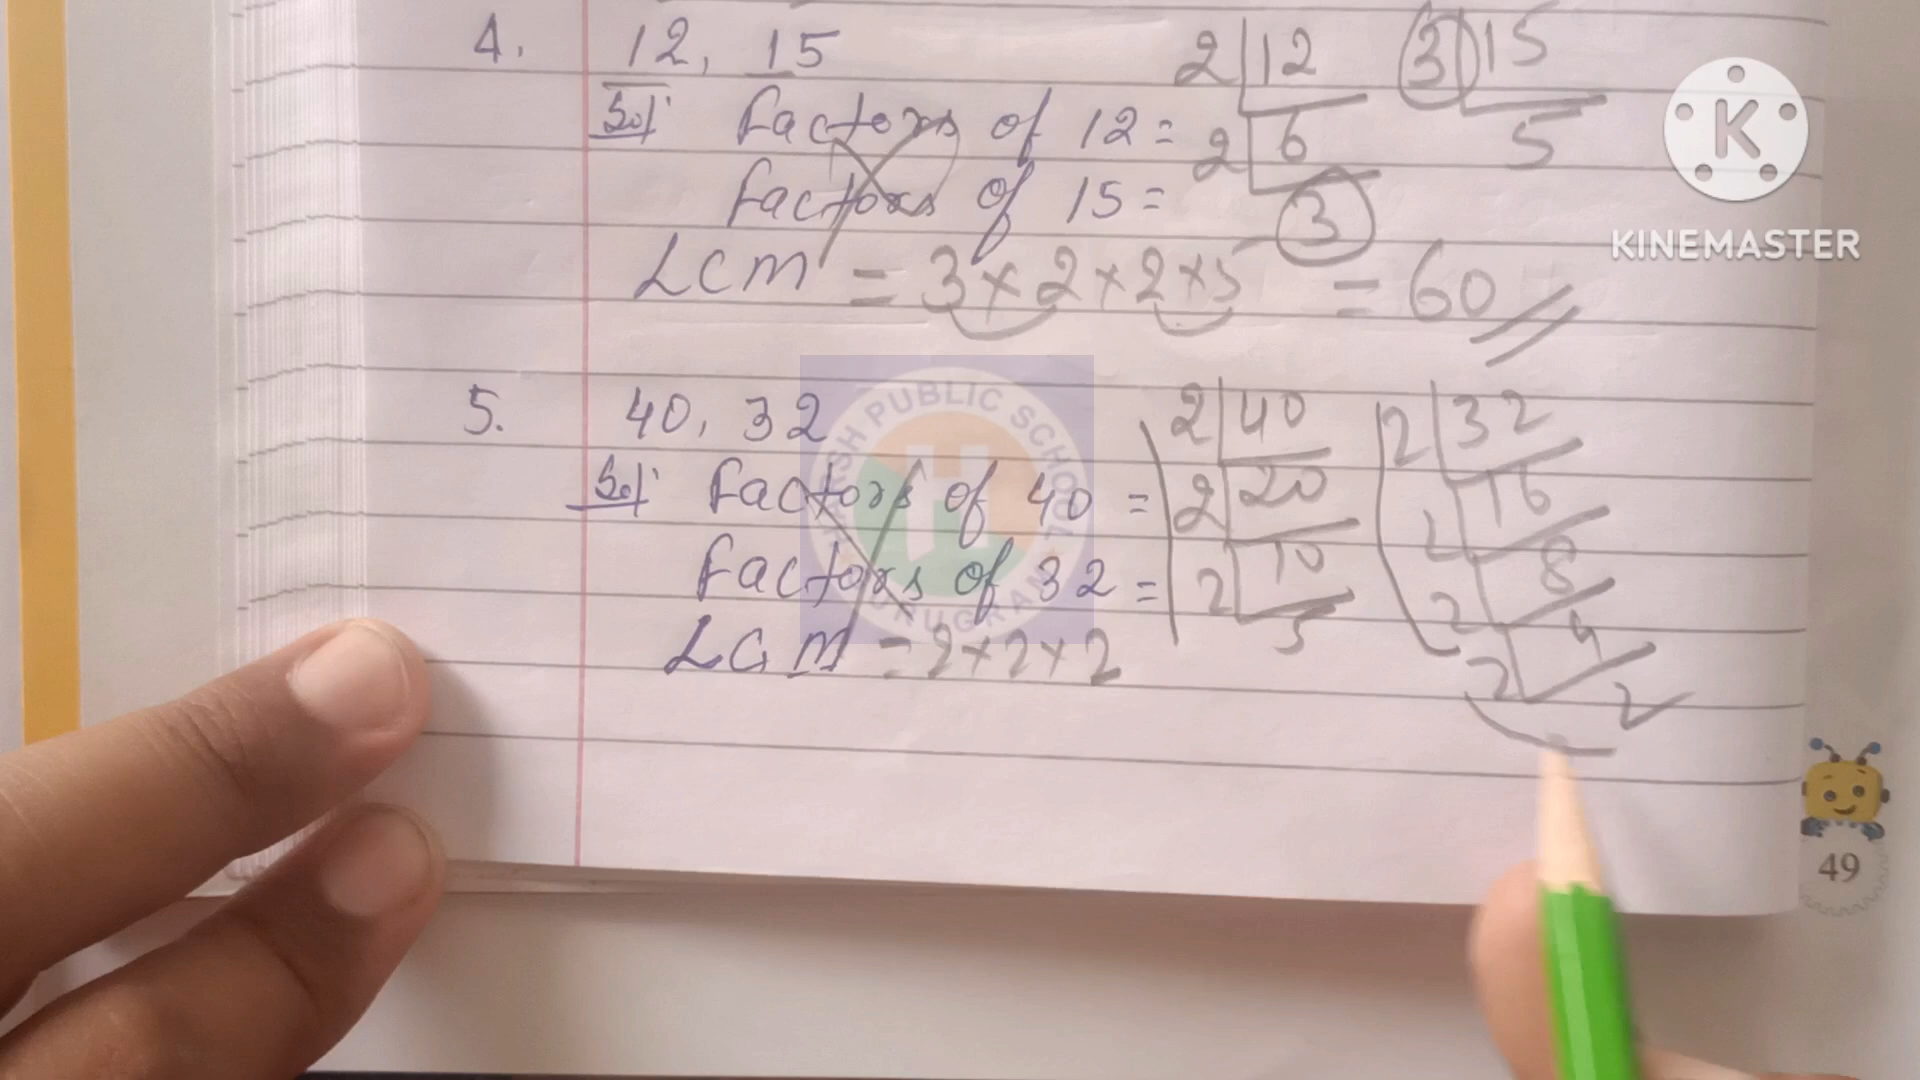 4. 12, 15
Sol: Factors of 12 =
Factors of 15 =
LCM = 3×2×2×5 = 60
2 12
2 6
3
3 15
5
5. 40, 32
Sol: Factors of 40 =
Factors of 32 =
LCM = 2×2×2
2 40
2 20
2 10
5
2 32
2 16
2 8
2 4
2
K
KINEMASTER
PUBLIC SCHOOL
49